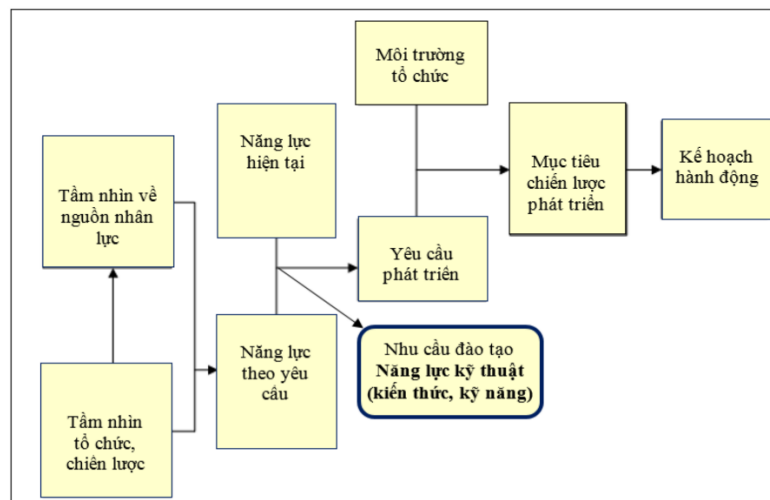 Môi trường
tổ chức
Năng lực
hiện tại
Mục tiêu
chiến lược
phát triển
Kế hoạch
hành động
Tầm nhìn về
nguồn nhân
lực
Yêu cầu
phát triển
Năng lực
theo yêu
cầu
Nhu cầu đào tạo
Năng lực kỹ thuật
(kiến thức, kỹ năng)
Tầm nhìn
tổ chức,
chiến lược